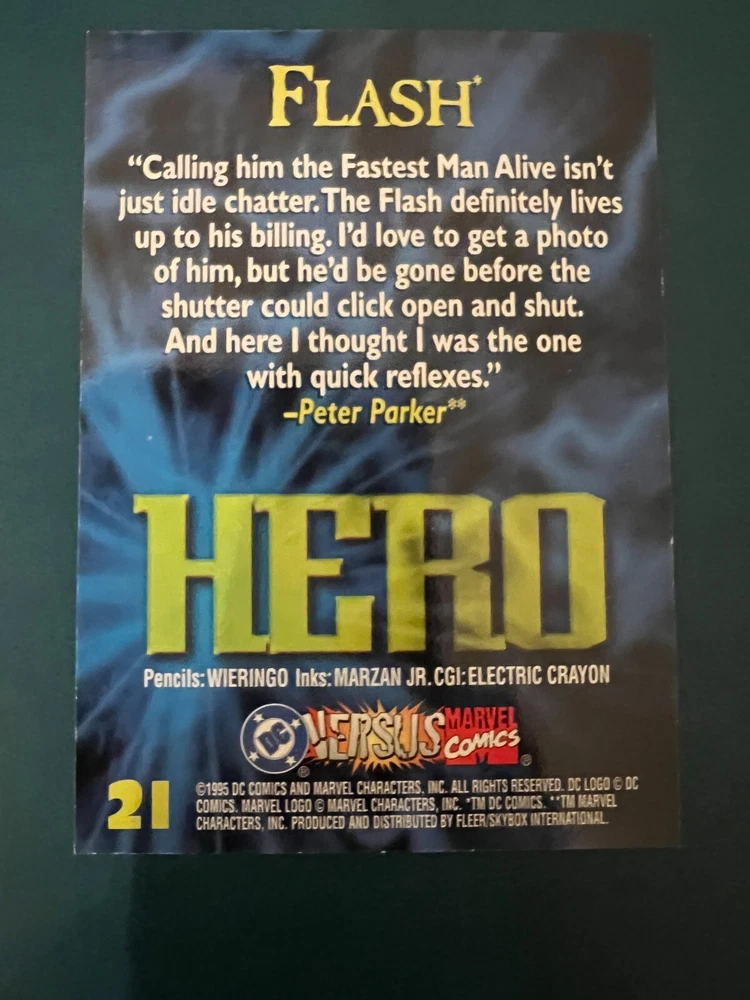 FLASH*
“Calling him the Fastest Man Alive isn’t
just idle chatter. The Flash definitely lives
up to his billing. I’d love to get a photo
of him, but he’d be gone before the
shutter could click open and shut.
And here I thought I was the one
with quick reflexes.”
–Peter Parker**
HERO
Pencils: WIERINGO Inks: MARZAN JR. CGI: ELECTRIC CRAYON
DC VERSUS MARVEL COMICS
® ®
21
©1995 DC COMICS AND MARVEL CHARACTERS, INC. ALL RIGHTS RESERVED. DC LOGO © DC
COMICS. MARVEL LOGO © MARVEL CHARACTERS, INC. *TM DC COMICS. **TM MARVEL
CHARACTERS, INC. PRODUCED AND DISTRIBUTED BY FLEER/SKYBOX INTERNATIONAL.